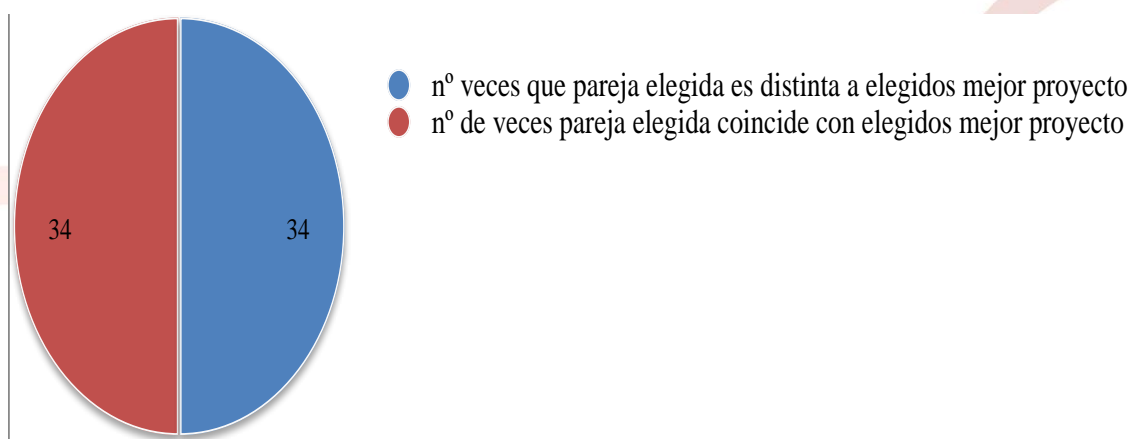 nº veces que pareja elegida es distinta a elegidos mejor proyecto
nº de veces pareja elegida coincide con elegidos mejor proyecto
34
34